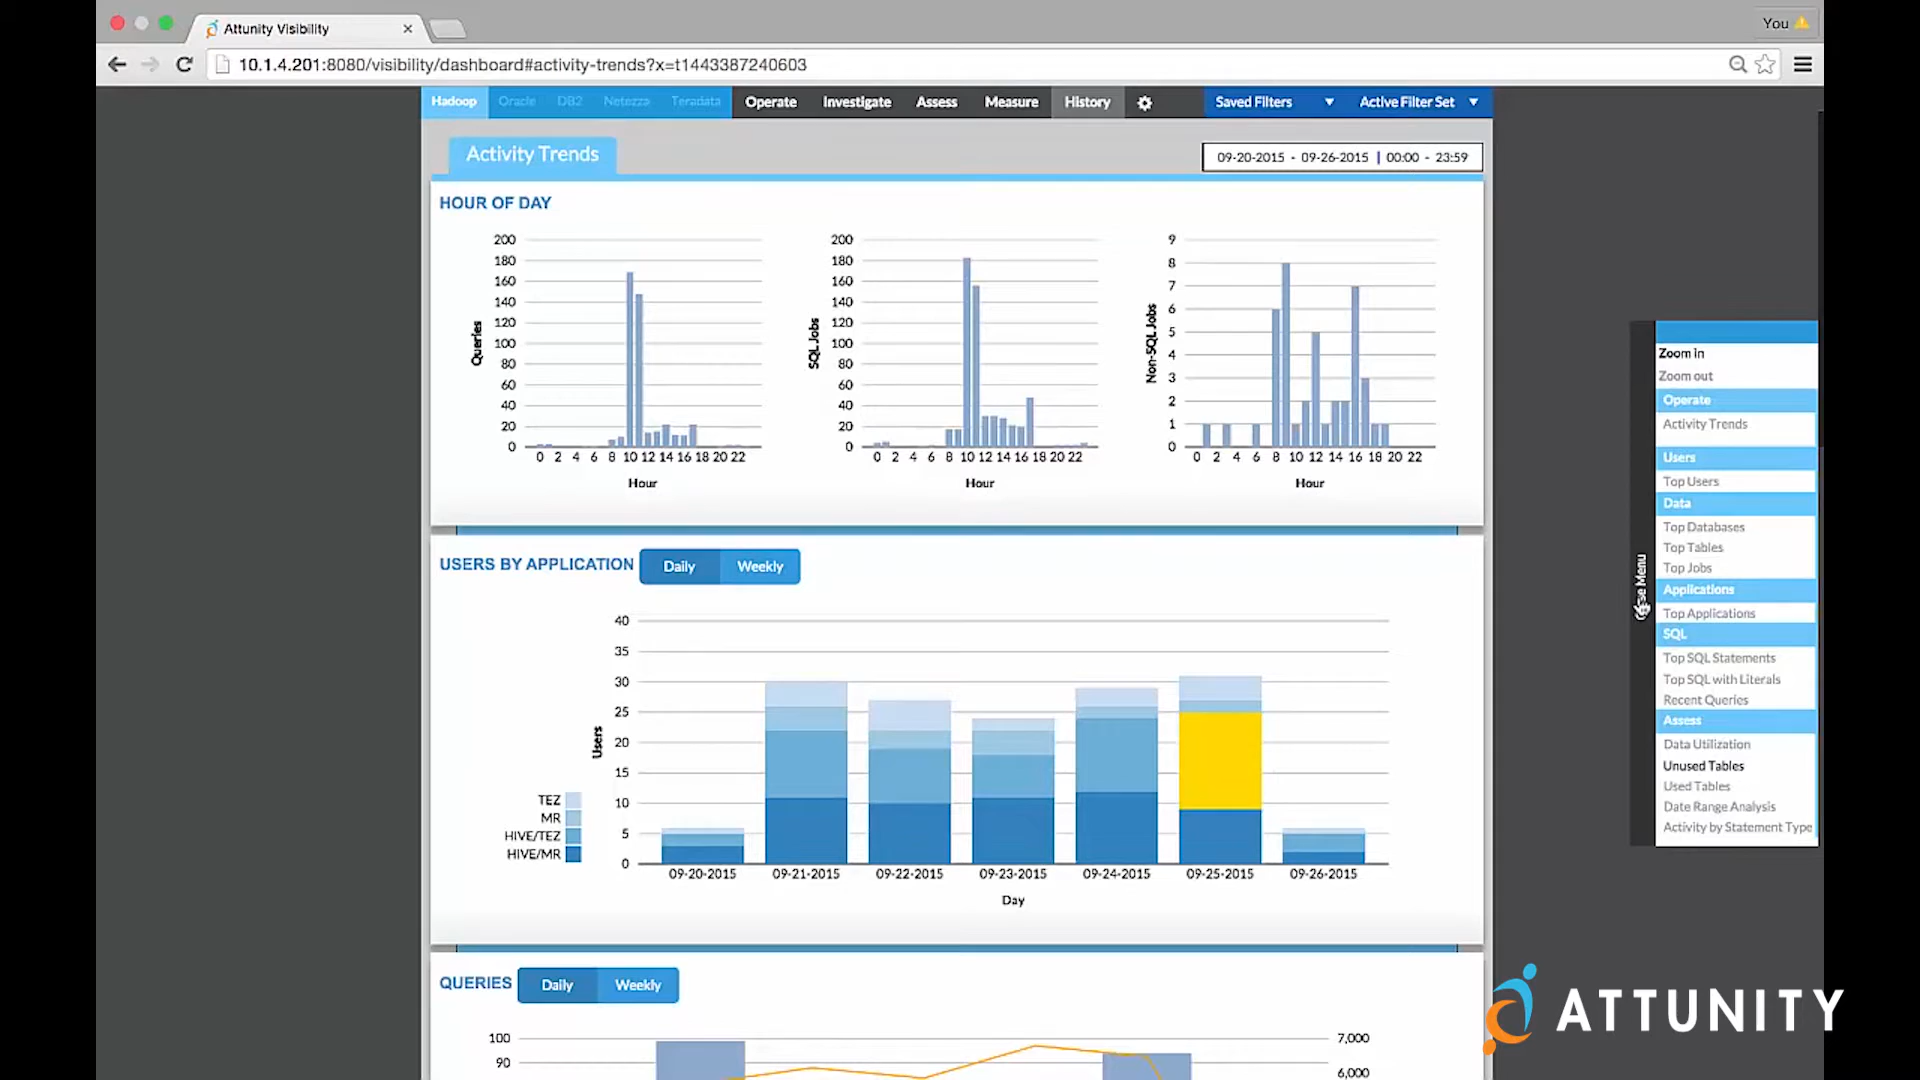 Attunity Visibility
You
10.1.4.201:8080/visibility/dashboard#activity-trends?x=t1443387240603
Hadoop Oracle DB2 Netezza Teradata Operate Investigate Assess Measure History Saved Filters Active Filter Set
Activity Trends
09-20-2015 - 09-26-2015 | 00:00 - 23:59
HOUR OF DAY
200
180
160
140
120
100
80
60
40
20
0
Queries
0 2 4 6 8 10 12 14 16 18 20 22
Hour
200
180
160
140
120
100
80
60
40
20
0
SQL Jobs
0 2 4 6 8 10 12 14 16 18 20 22
Hour
9
8
7
6
5
4
3
2
1
0
Non-SQL Jobs
0 2 4 6 8 10 12 14 16 18 20 22
Hour
USERS BY APPLICATION Daily Weekly
40
35
30
25
20
15
10
5
0
Users
TEZ
MR
HIVE/TEZ
HIVE/MR
09-20-2015 09-21-2015 09-22-2015 09-23-2015 09-24-2015 09-25-2015 09-26-2015
Day
QUERIES Daily Weekly
100
90
7,000
6,000
Menu
Zoom in
Zoom out
Operate
Activity Trends
Users
Top Users
Data
Top Databases
Top Tables
Top Jobs
Applications
Top Applications
SQL
Top SQL Statements
Top SQL with Literals
Recent Queries
Assess
Data Utilization
Unused Tables
Used Tables
Date Range Analysis
Activity by Statement Type
ATTUNITY